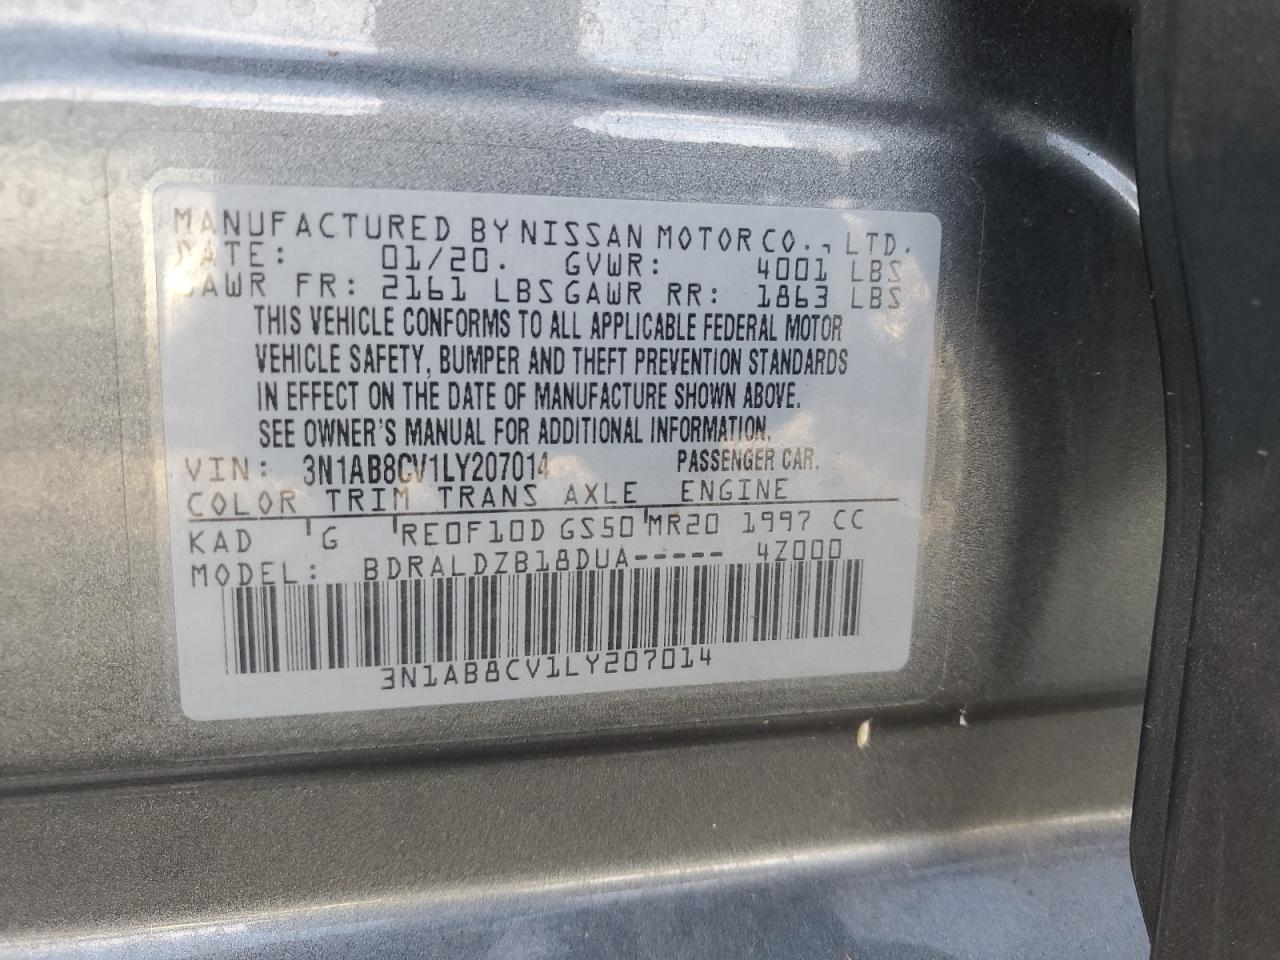 MANUFACTURED BY NISSAN MOTOR CO., LTD.
DATE: 01/20. GVWR: 4001 LBS
GAWR FR: 2161 LBS GAWR RR: 1863 LBS
THIS VEHICLE CONFORMS TO ALL APPLICABLE FEDERAL MOTOR
VEHICLE SAFETY, BUMPER AND THEFT PREVENTION STANDARDS
IN EFFECT ON THE DATE OF MANUFACTURE SHOWN ABOVE.
SEE OWNER'S MANUAL FOR ADDITIONAL INFORMATION.
VIN: 3N1AB8CV1LY207014 PASSENGER CAR.
COLOR TRIM TRANS AXLE ENGINE
KAD G RE0F10D GS50 MR20 1997 CC
MODEL: BDRALDZB18DUA----- 4Z000
3N1AB8CV1LY207014